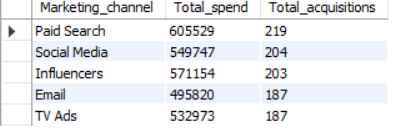 Marketing_channel Total_spend Total_acquisitions
Paid Search 605529 219
Social Media 549747 204
Influencers 571154 203
Email 495820 187
TV Ads 532973 187